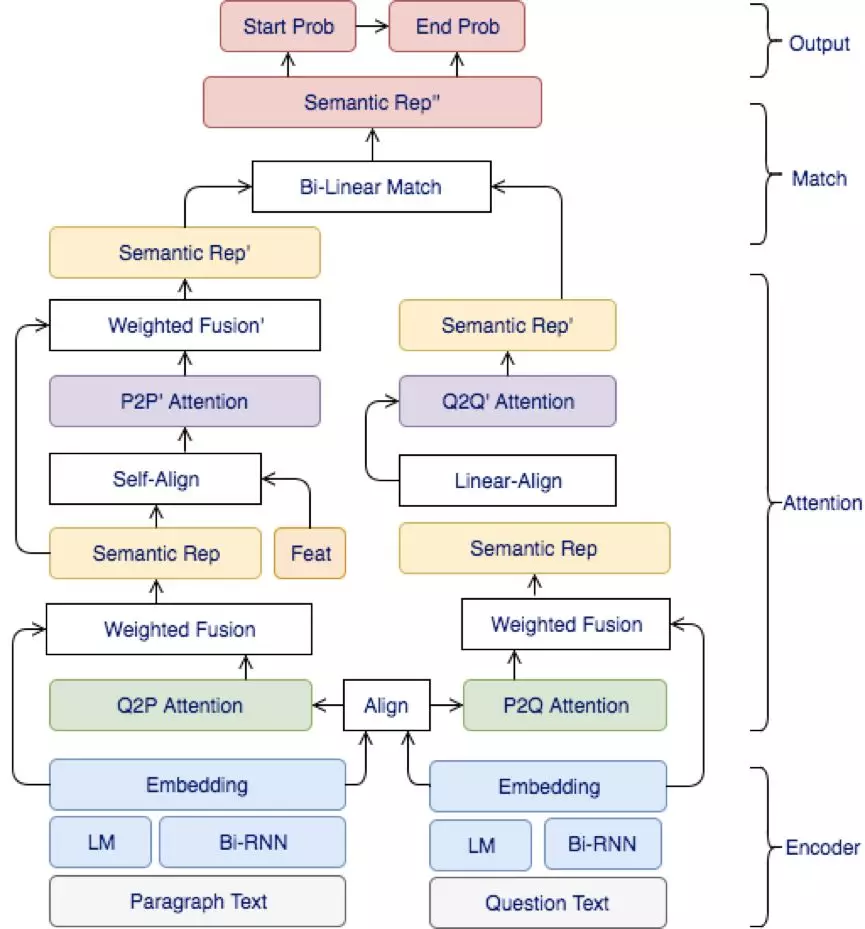 Start Prob
End Prob
Output
Semantic Rep"
Match
Bi-Linear Match
Semantic Rep'
Weighted Fusion'
Semantic Rep'
P2P' Attention
Q2Q' Attention
Self-Align
Linear-Align
Attention
Semantic Rep
Feat
Semantic Rep
Weighted Fusion
Weighted Fusion
Q2P Attention
Align
P2Q Attention
Embedding
Embedding
LM
Bi-RNN
LM
Bi-RNN
Encoder
Paragraph Text
Question Text